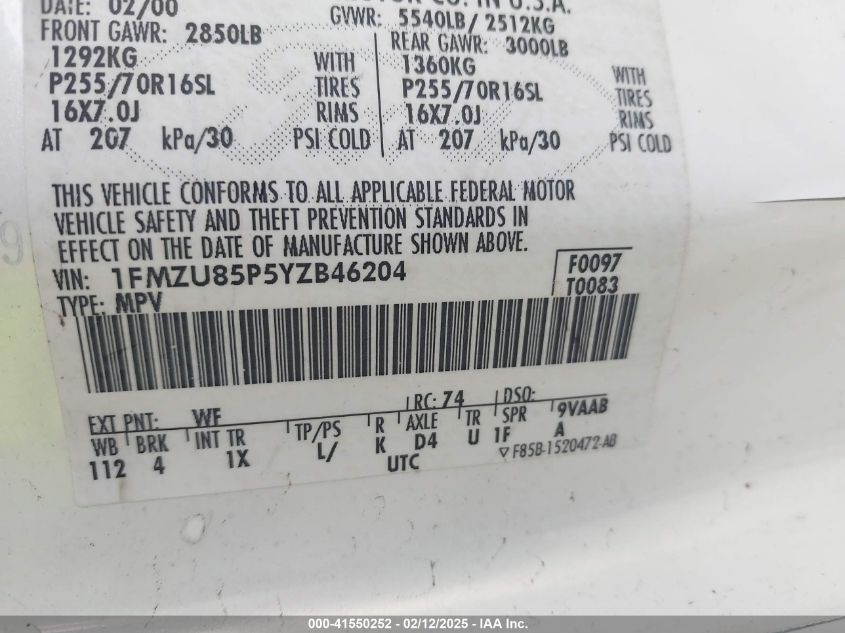 DATE: 02/00
MOTOR CO. IN U.S.A.
FRONT GAWR: 2850LB
GVWR: 5540LB/ 2512KG
1292KG
REAR GAWR: 3000LB
WITH
1360KG
WITH
P255/70R16SL
TIRES
P255/70R16SL
TIRES
16X7.0J
RIMS
16X7.0J
RIMS
AT 207 kPa/30 PSI COLD
AT 207 kPa/30 PSI COLD
THIS VEHICLE CONFORMS TO ALL APPLICABLE FEDERAL MOTOR
VEHICLE SAFETY AND THEFT PREVENTION STANDARDS IN
EFFECT ON THE DATE OF MANUFACTURE SHOWN ABOVE.
VIN: 1FMZU85P5YZB46204
F0097
TYPE: MPV
T0083
EXT PNT: WF
RC: 74
DSO:
WB BRK INT TR TP/PS R AXLE TR SPR 9VAAB
112 4 1X L/ K D4 U 1F A
UTC
▽F85B-1520472-AB
000-41550252 - 02/12/2025 - IAA Inc.